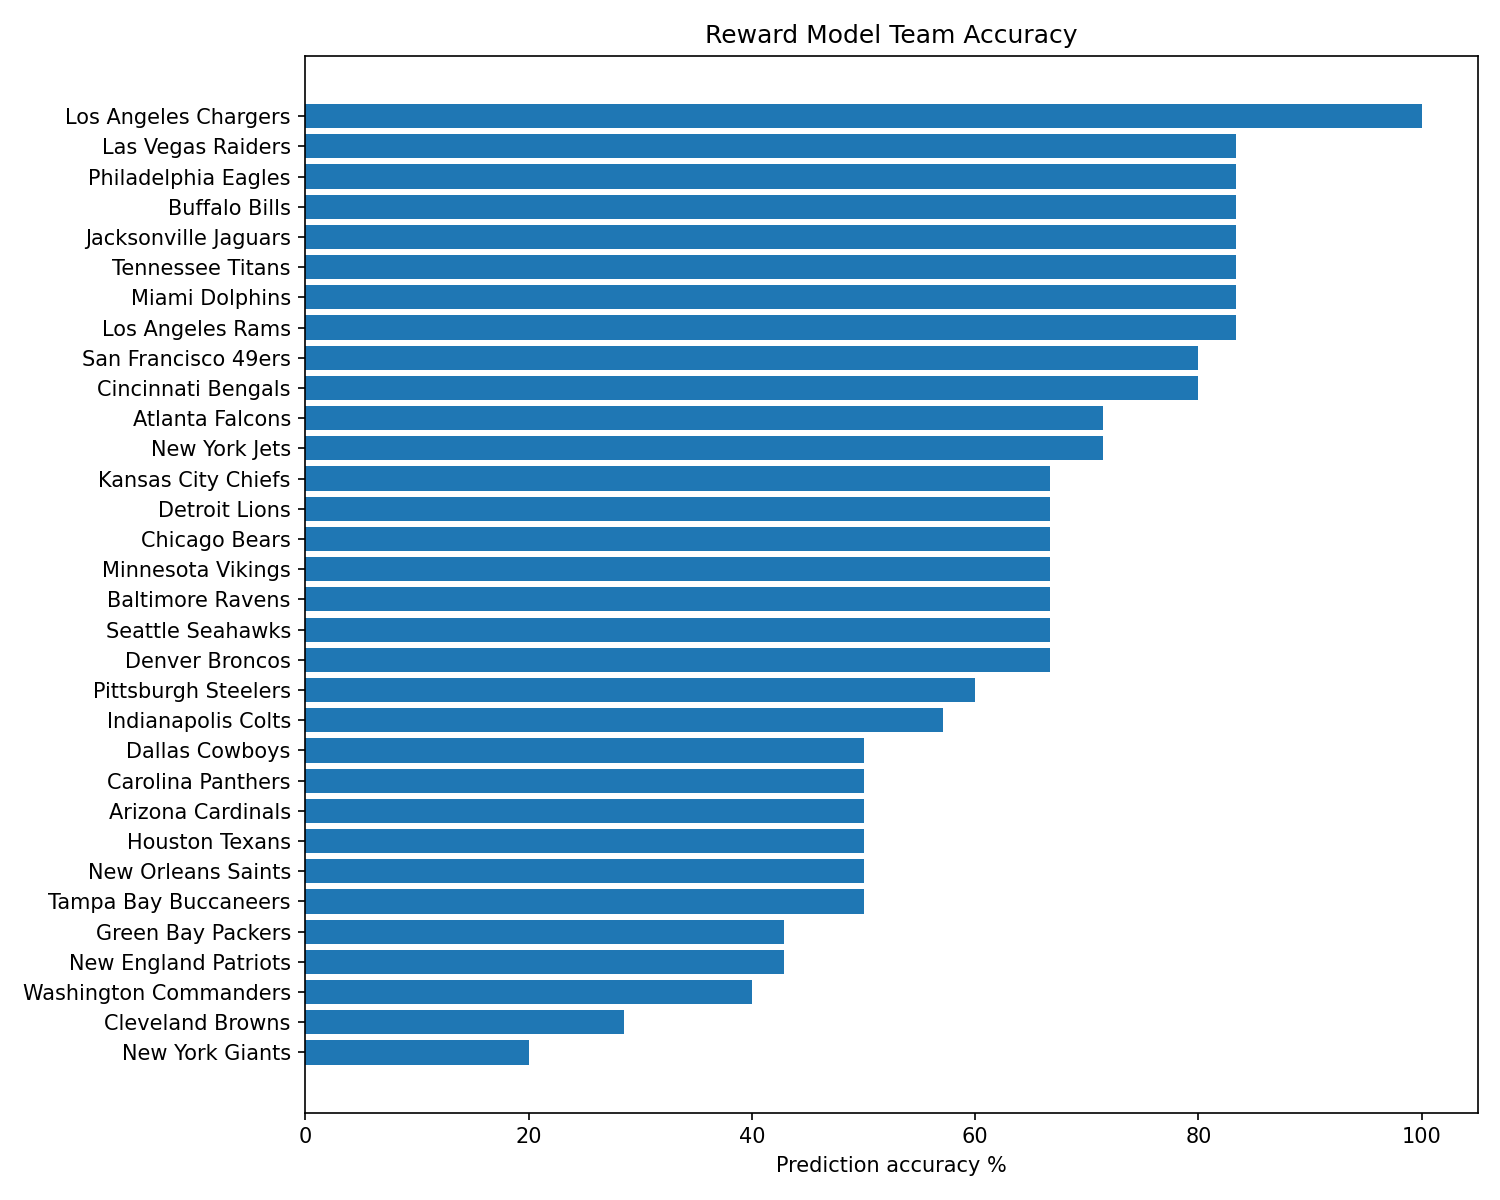 Reward Model Team Accuracy
Los Angeles Chargers
Las Vegas Raiders
Philadelphia Eagles
Buffalo Bills
Jacksonville Jaguars
Tennessee Titans
Miami Dolphins
Los Angeles Rams
San Francisco 49ers
Cincinnati Bengals
Atlanta Falcons
New York Jets
Kansas City Chiefs
Detroit Lions
Chicago Bears
Minnesota Vikings
Baltimore Ravens
Seattle Seahawks
Denver Broncos
Pittsburgh Steelers
Indianapolis Colts
Dallas Cowboys
Carolina Panthers
Arizona Cardinals
Houston Texans
New Orleans Saints
Tampa Bay Buccaneers
Green Bay Packers
New England Patriots
Washington Commanders
Cleveland Browns
New York Giants
0 20 40 60 80 100
Prediction accuracy %